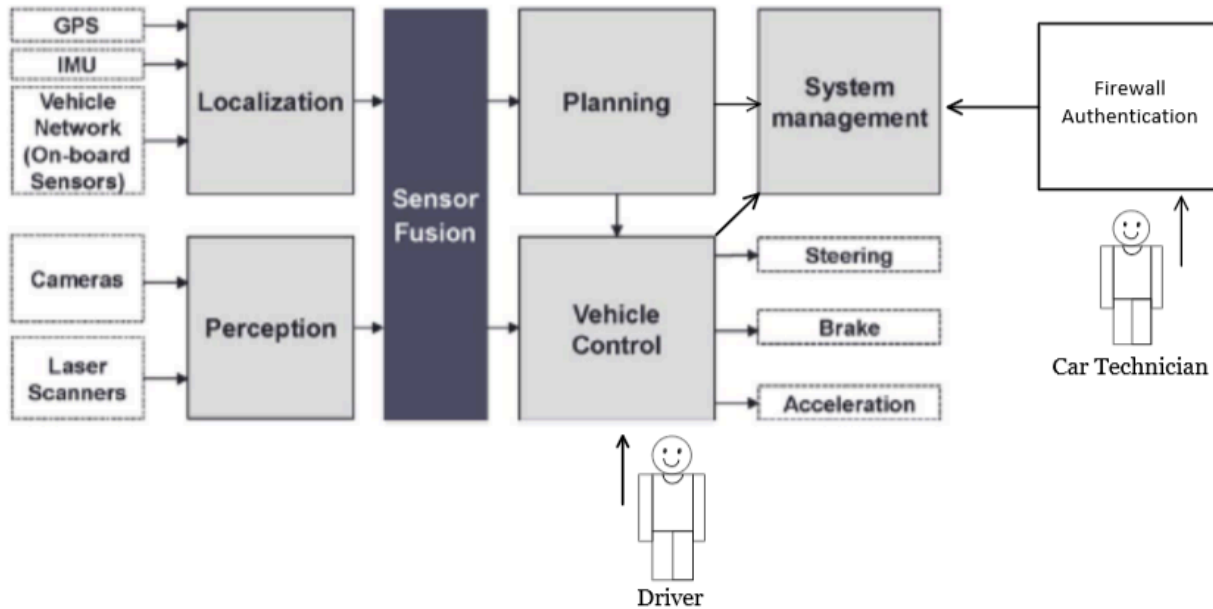 GPS
IMU
Vehicle
Network
(On-board
Sensors)
Localization
Cameras
Laser
Scanners
Perception
Sensor
Fusion
Planning
Vehicle
Control
System
management
Steering
Brake
Acceleration
Firewall
Authentication
Car Technician
Driver